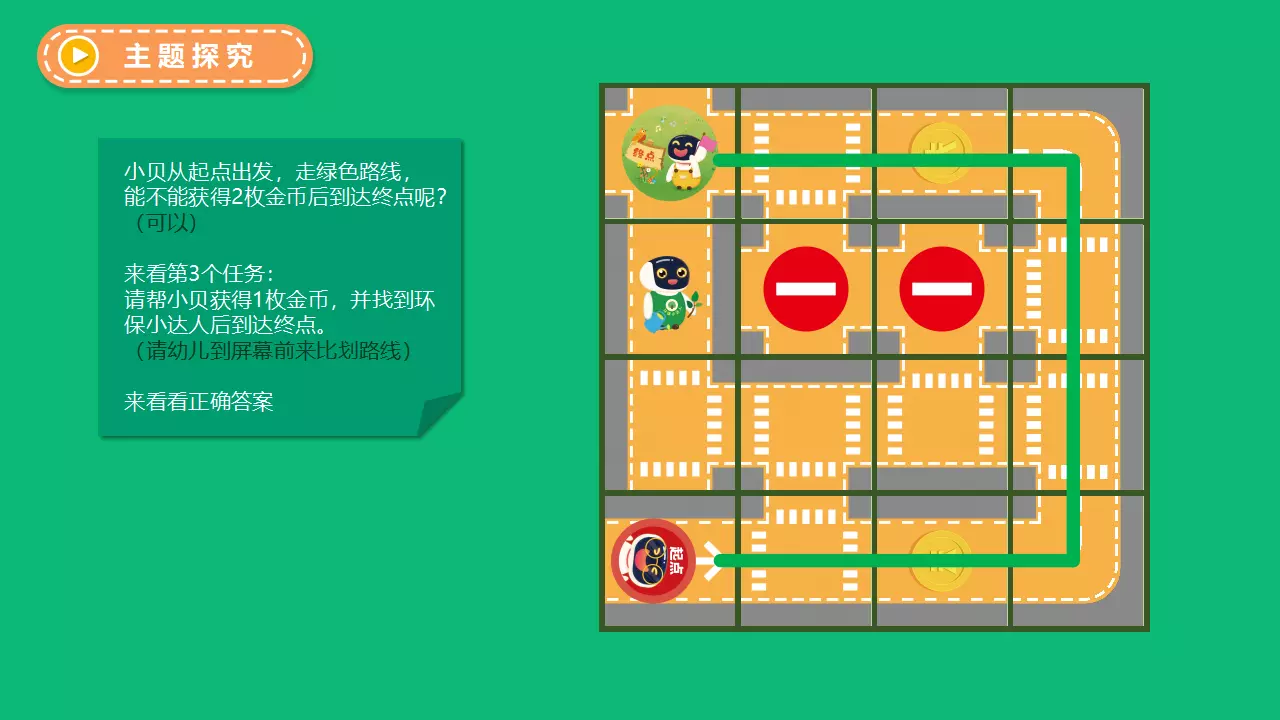 主题探究
小贝从起点出发，走绿色路线，
能不能获得2枚金币后到达终点呢？
（可以）
来看第3个任务：
请帮小贝获得1枚金币，并找到环
保小达人后到达终点。
（请幼儿到屏幕前来比划路线）
来看看正确答案
终点
起点